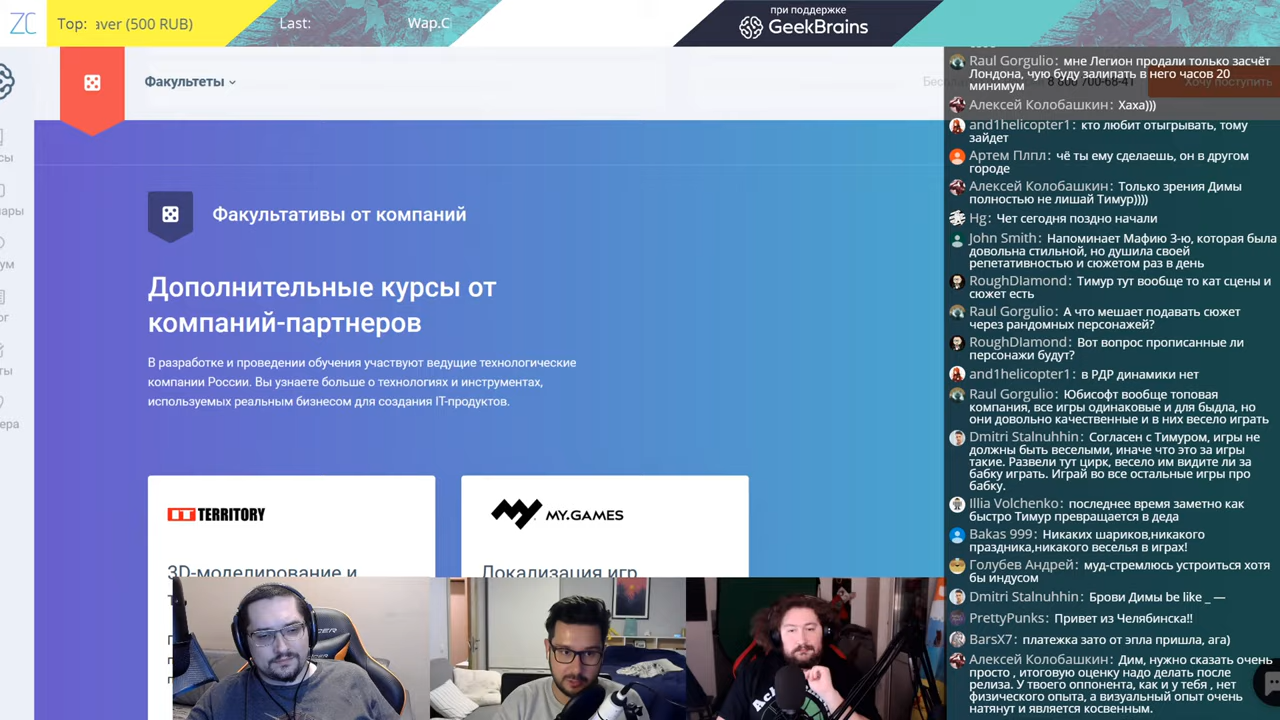 Top: aver (500 RUB)
Last:
Wap.C
при поддержке
GeekBrains
Факультеты
8 800 700-68-41
Хочу поступить
Факультативы от компаний
Дополнительные курсы от
компаний-партнеров
В разработке и проведении обучения участвуют ведущие технологические
компании России. Вы узнаете больше о технологиях и инструментах,
используемых реальным бизнесом для создания IT-продуктов.
IT TERRITORY
MY.GAMES
3D-моделирование и
Локализация игр
Raul Gorgulio: мне Легион продали только засчёт
Лондона, чую буду залипать в него часов 20
минимум
Алексей Колобашкин: Хаха)))
and1helicopter1: кто любит отыгрывать, тому
зайдет
Артем Плпл: чё ты ему сделаешь, он в другом
городе
Алексей Колобашкин: Только зрения Димы
полностью не лишай Тимур))))
Hg: Чет сегодня поздно начали
John Smith: Напоминает Мафию 3-ю, которая была
довольна стильной, но душила своей
репетативностью и сюжетом раз в день
RoughDIamond: Тимур тут вообще то кат сцены и
сюжет есть
Raul Gorgulio: А что мешает подавать сюжет
через рандомных персонажей?
RoughDIamond: Вот вопрос прописанные ли
персонажи будут?
and1helicopter1: в РДР динамики нет
Raul Gorgulio: Юбисофт вообще топовая
компания, все игры одинаковые и для быдла, но
они довольно качественные и в них весело играть
Dmitri Stalnuhhin: Согласен с Тимуром, игры не
должны быть веселыми, иначе что это за игры
такие. Развели тут цирк, весело им видите ли за
бабку играть. Играй во все остальные игры про
бабку.
Illia Volchenko: последнее время заметно как
быстро Тимур превращается в деда
Bakas 999: Никаких шариков,никакого
праздника,никакого веселья в играх!
Голубев Андрей: муд-стремлюсь устроиться хотя
бы индусом
Dmitri Stalnuhhin: Брови Димы be like _ —
PrettyPunks: Привет из Челябинска!!
BarsX7: платежка зато от эпла пришла, ага)
Алексей Колобашкин: Дим, нужно сказать очень
просто , итоговую оценку надо делать после
релиза. У твоего оппонента, как и у тебя , нет
физического опыта, а визуальный опыт очень
натянут и является косвенным.